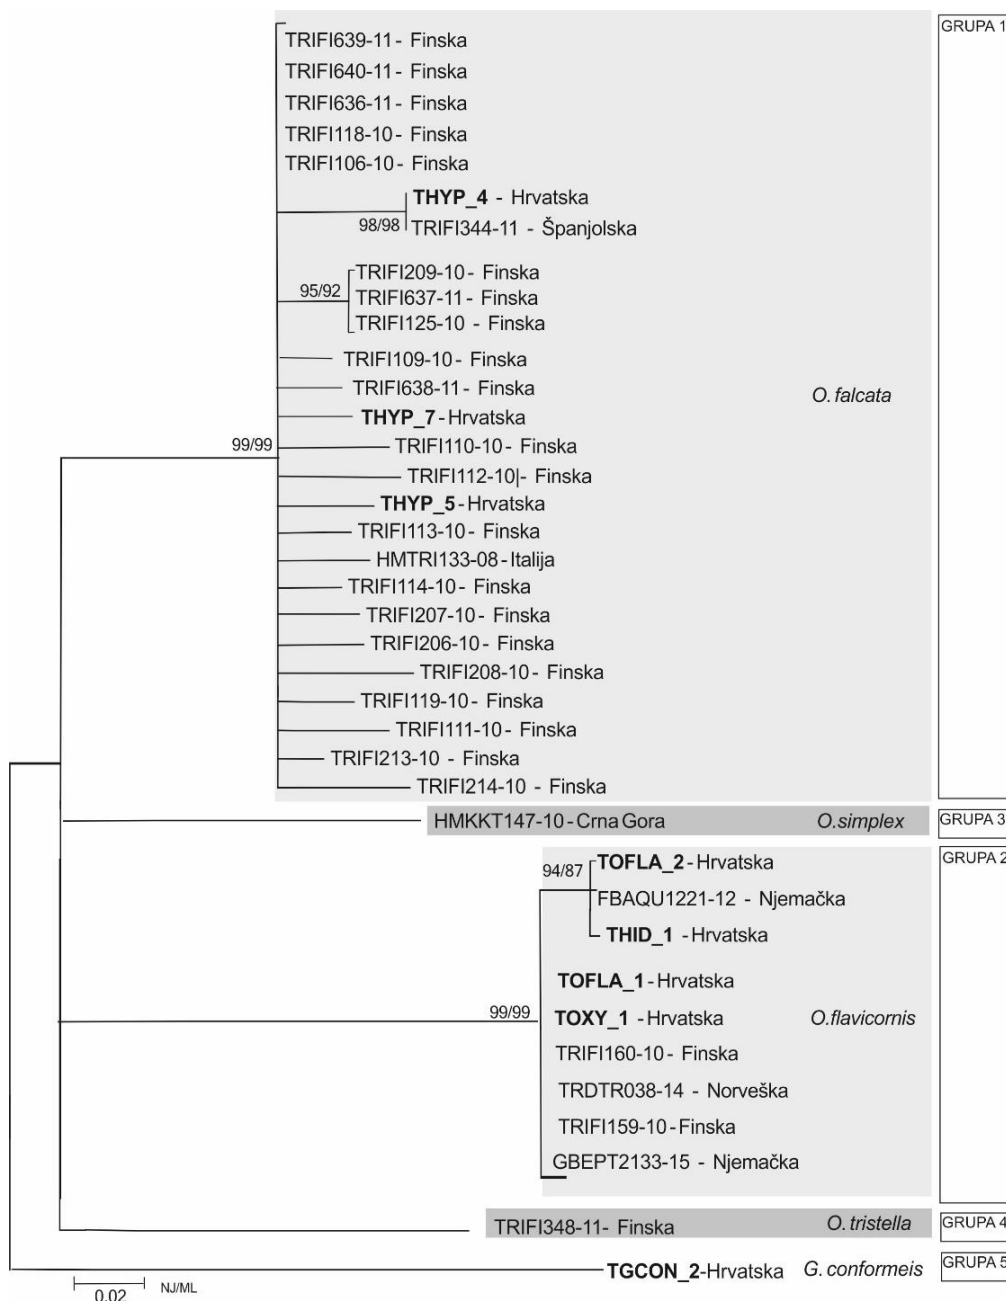 GRUPA 1
TRIFI639-11- Finska
TRIFI640-11- Finska
TRIFI636-11- Finska
TRIFI118-10- Finska
TRIFI106-10- Finska
THYP_4 - Hrvatska
98/98
TRIFI344-11 - Španjolska
TRIFI209-10- Finska
95/92
TRIFI637-11- Finska
TRIFI125-10- Finska
TRIFI109-10- Finska
TRIFI638-11- Finska
O. falcata
THYP_7-Hrvatska
99/99
TRIFI110-10- Finska
TRIFI112-10|- Finska
THYP_5-Hrvatska
TRIFI113-10- Finska
HMTRI133-08-Italija
TRIFI114-10- Finska
TRIFI207-10- Finska
TRIFI206-10- Finska
TRIFI208-10- Finska
TRIFI119-10- Finska
TRIFI111-10- Finska
TRIFI213-10 - Finska
TRIFI214-10 - Finska
HMKKT147-10-Crna Gora O.simplex GRUPA 3
GRUPA 2
94/87
TOFLA_2-Hrvatska
FBAQU1221-12 - Njemačka
THID_1 -Hrvatska
TOFLA_1-Hrvatska
99/99
TOXY_1 -Hrvatska O.flavicornis
TRIFI160-10- Finska
TRDTR038-14 - Norveška
TRIFI159-10-Finska
GBEPT2133-15 - Njemačka
TRIFI348-11- Finska O. tristella GRUPA 4
TGCON_2-Hrvatska G. conformeis GRUPA 5
0.02 NJ/ML